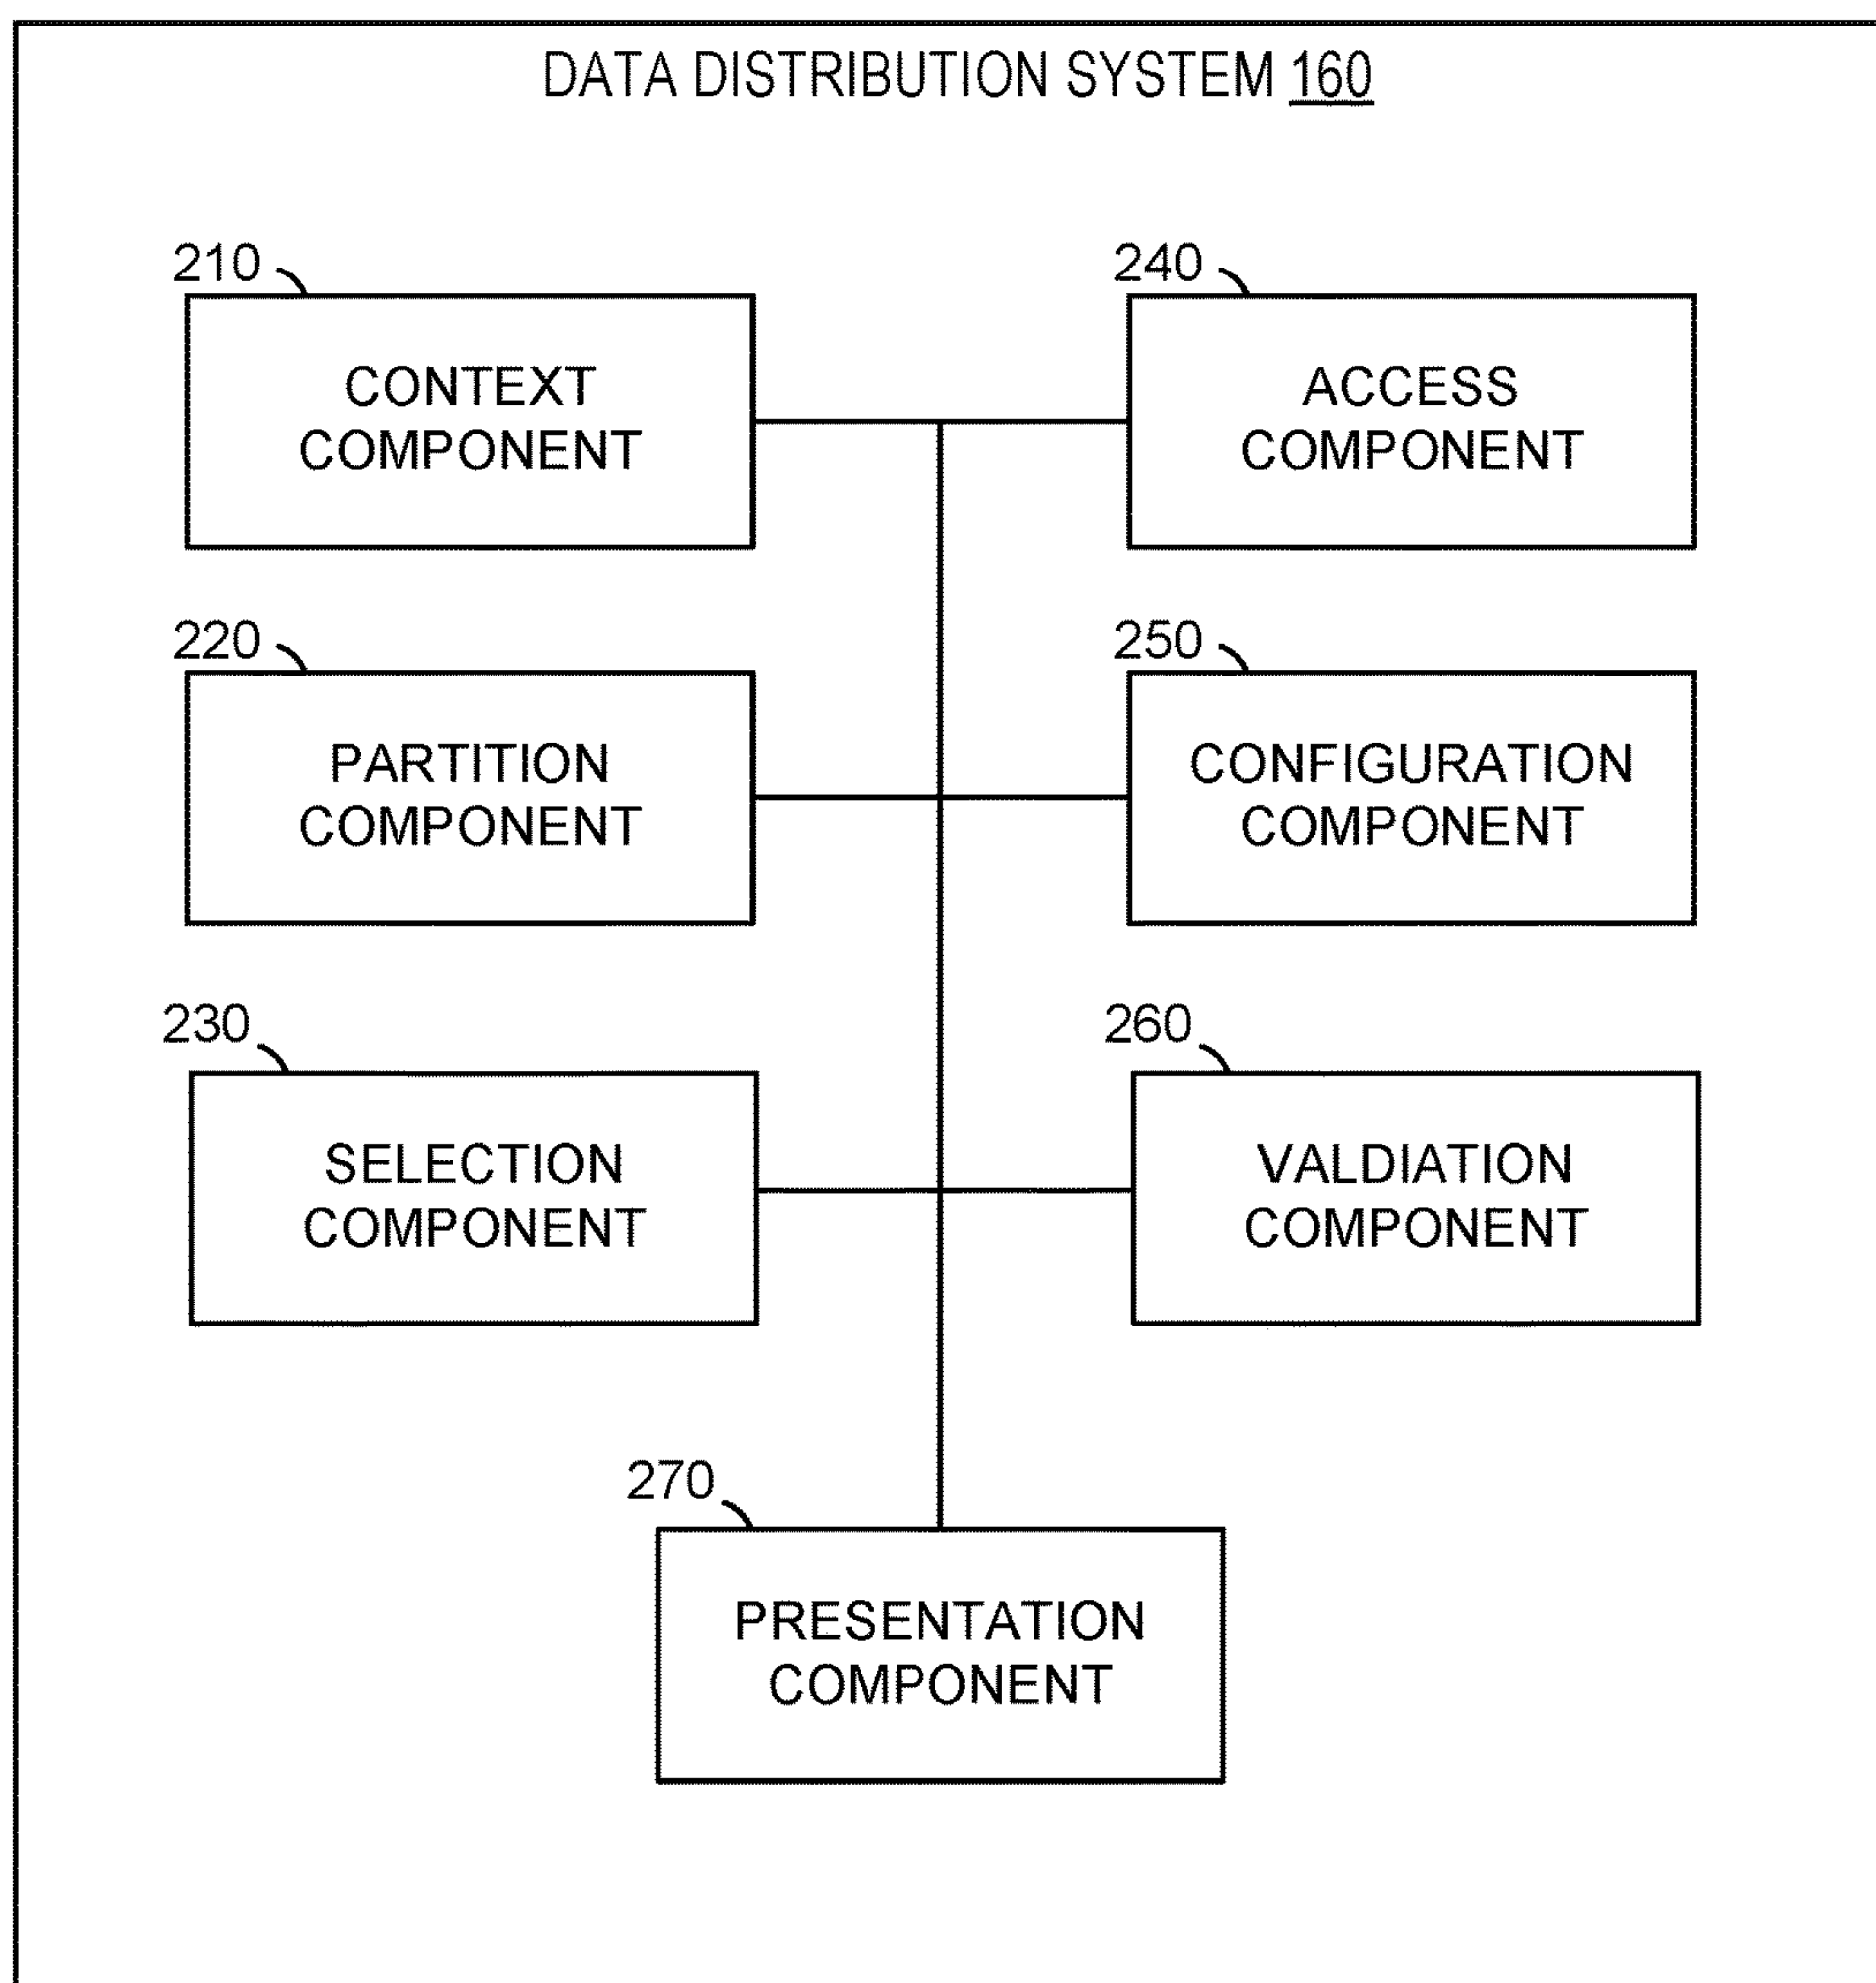 DATA DISTRIBUTION SYSTEM 160
210
CONTEXT
COMPONENT
240
ACCESS
COMPONENT
220
PARTITION
COMPONENT
250
CONFIGURATION
COMPONENT
230
SELECTION
COMPONENT
260
VALDIATION
COMPONENT
270
PRESENTATION
COMPONENT